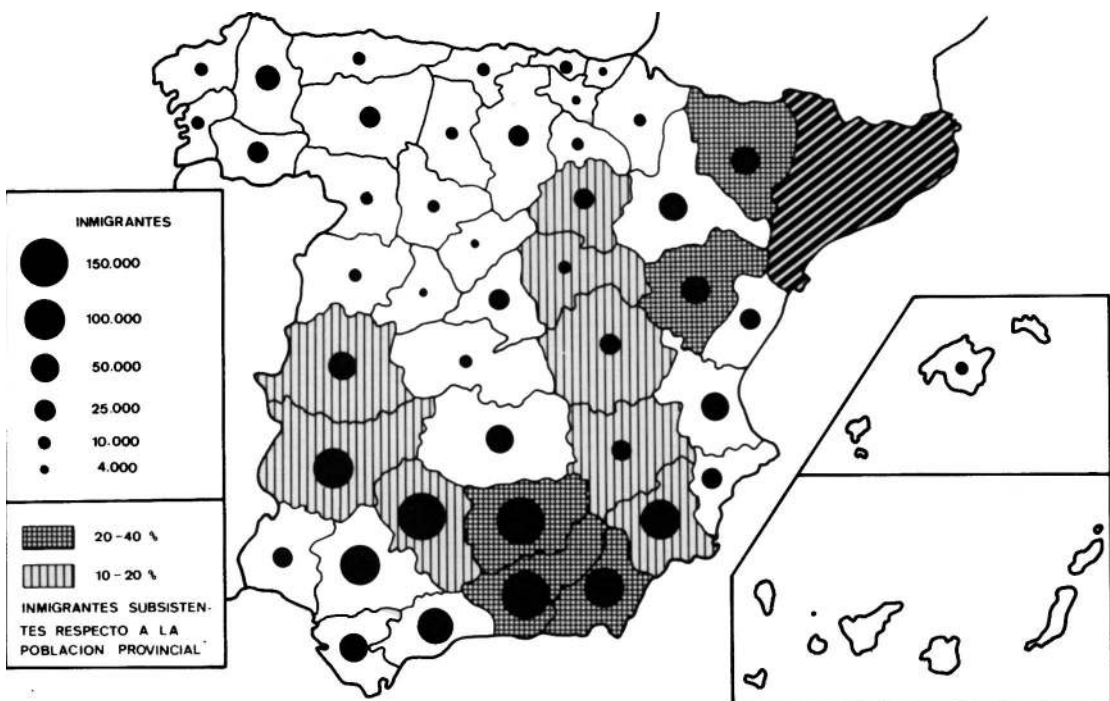 INMIGRANTES
150.000
100.000
50.000
25.000
10.000
4.000
20-40 %
10-20 %
INMIGRANTES SUBSISTEN-
TES RESPECTO A LA
POBLACION PROVINCIAL